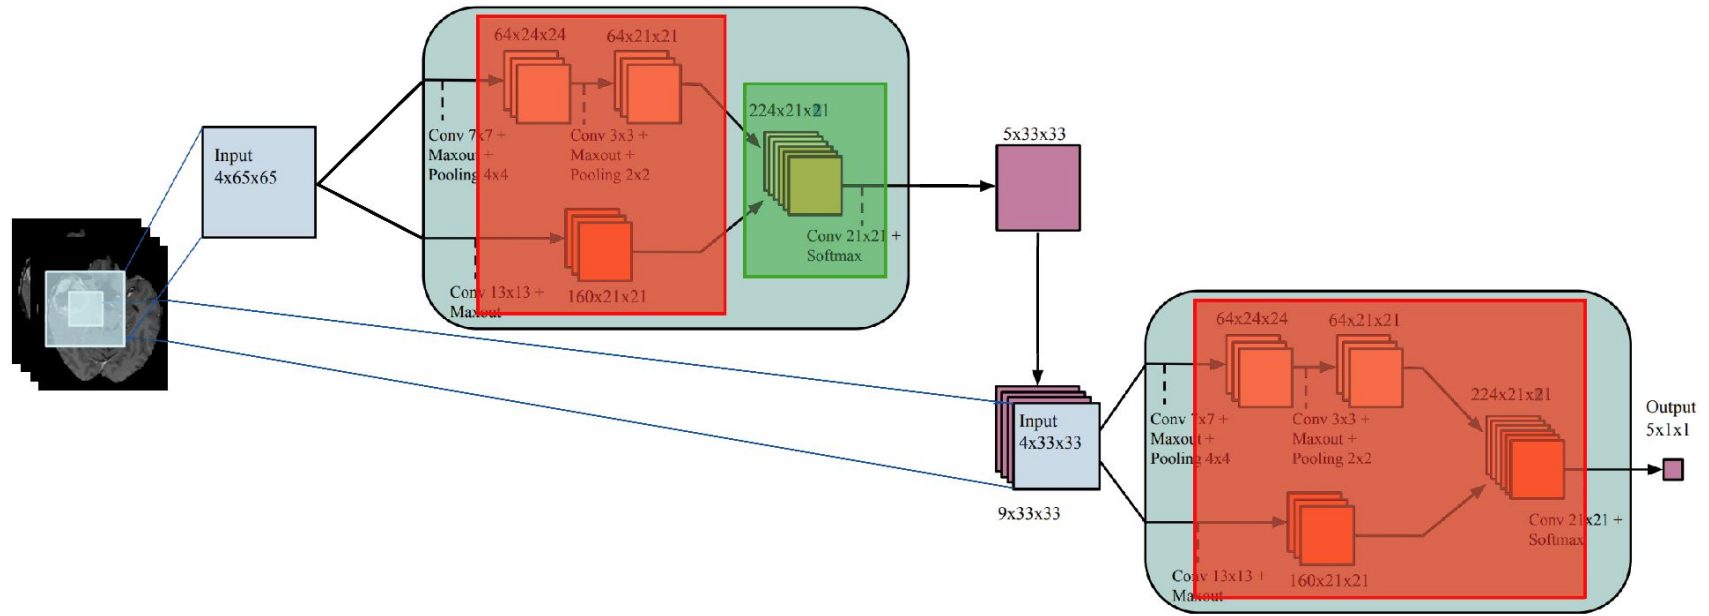 64x24x24
64x21x21
224x21x21
Input
4x65x65
Conv 7x7 +
Maxout +
Pooling 4x4
Conv 3x3 +
Maxout +
Pooling 2x2
Conv 21x21 +
Softmax
Conv 13x13 +
Maxout
160x21x21
5x33x33
Input
4x33x33
9x33x33
64x24x24
64x21x21
224x21x21
Conv 7x7 +
Maxout +
Pooling 4x4
Conv 3x3 +
Maxout +
Pooling 2x2
Conv 21x21 +
Softmax
Conv 13x13 +
Maxout
160x21x21
Output
5x1x1